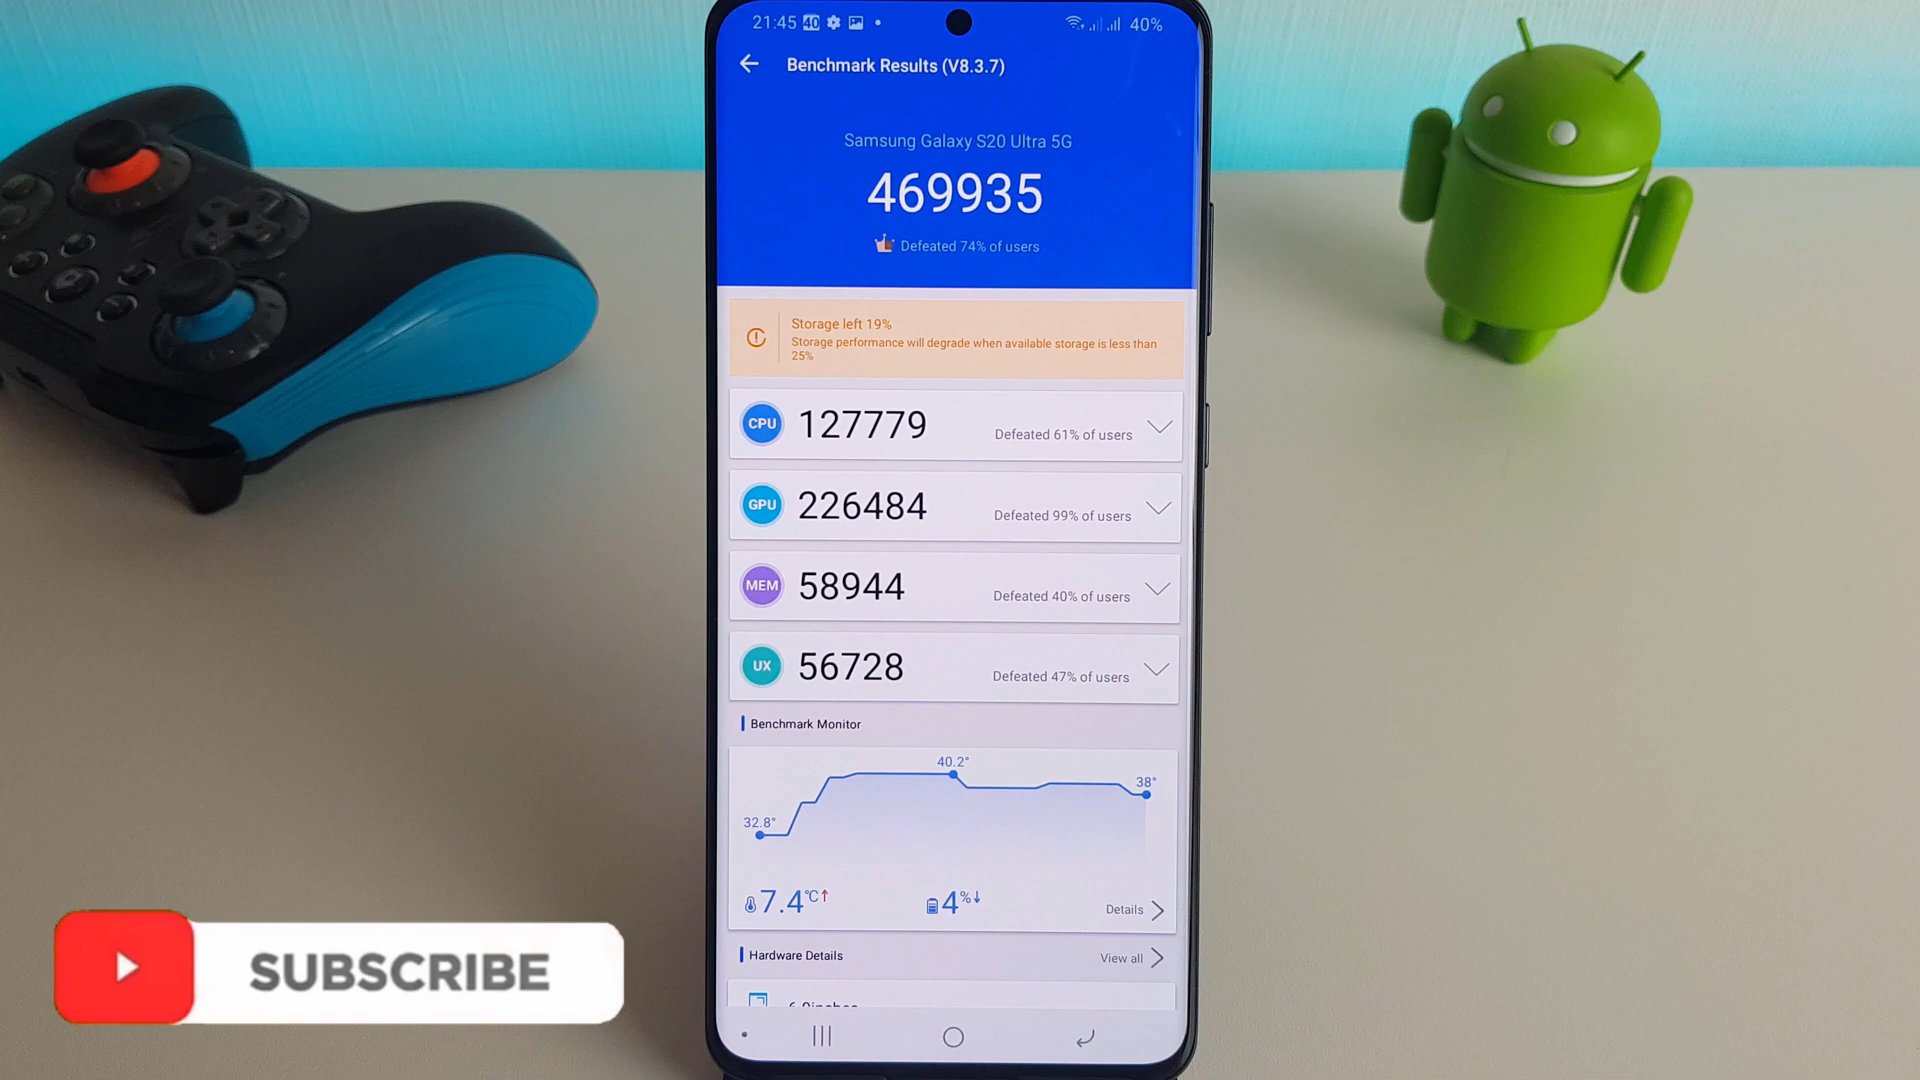 21:45 40 40%
Benchmark Results (V8.3.7)
Samsung Galaxy S20 Ultra 5G
469935
Defeated 74% of users
Storage left 19%
Storage performance will degrade when available storage is less than
25%
CPU 127779 Defeated 61% of users
GPU 226484 Defeated 99% of users
MEM 58944 Defeated 40% of users
UX 56728 Defeated 47% of users
Benchmark Monitor
40.2°
38°
32.8°
7.4°C↑ 4%↓ Details
Hardware Details View all
SUBSCRIBE